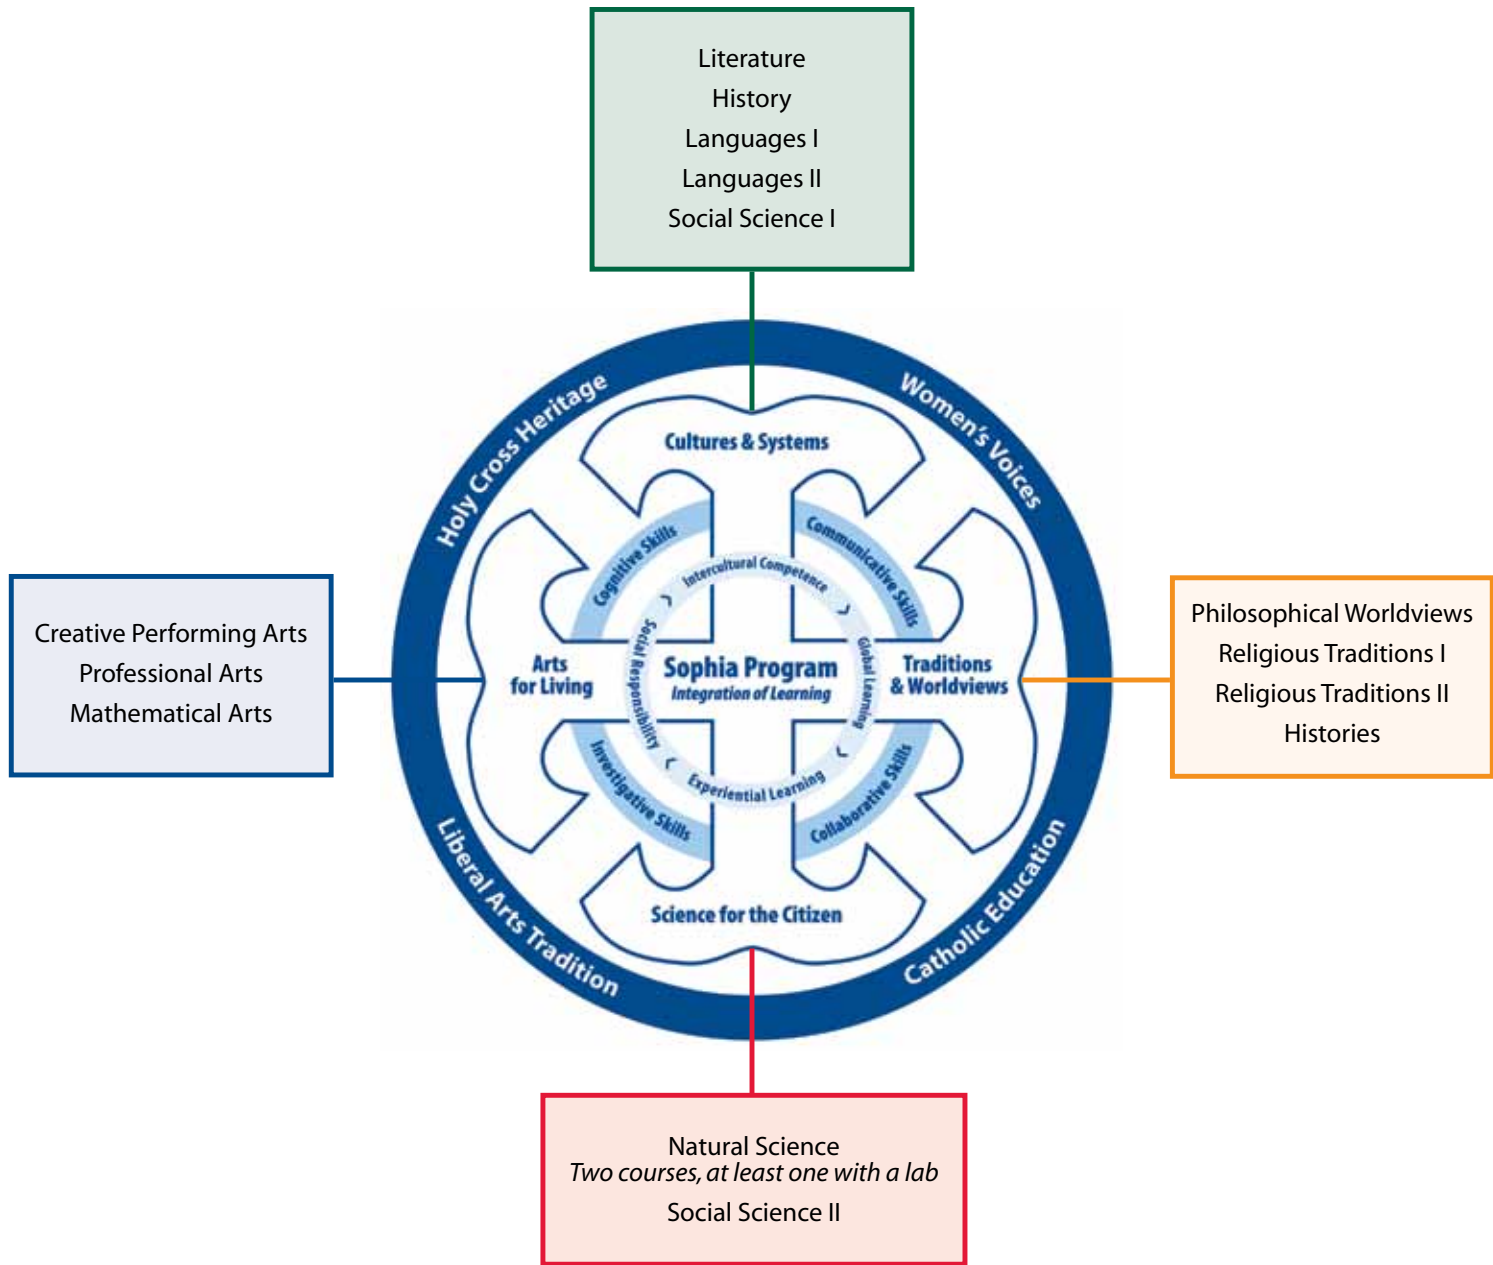 Literature
History
Languages I
Languages II
Social Science I
Holy Cross Heritage
Women's Voices
Cultures & Systems
Cognitive Skills
Communicative Skills
Intercultural Competence
Creative Performing Arts
Professional Arts
Mathematical Arts
Arts
for Living
Social Responsibility
Sophia Program
Integration of Learning
Global Learning
Traditions
& Worldviews
Philosophical Worldviews
Religious Traditions I
Religious Traditions II
Histories
Experiential Learning
Investigative Skills
Collaborative Skills
Science for the Citizen
Liberal Arts Tradition
Catholic Education
Natural Science
Two courses, at least one with a lab
Social Science II